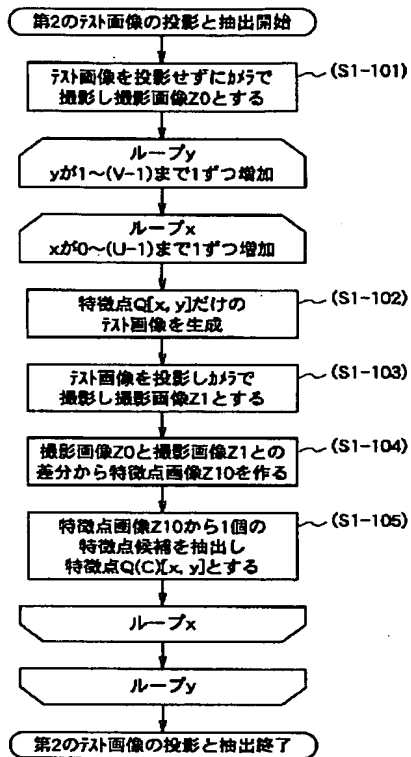 第2のテスト画像の投影と抽出開始
テスト画像を投影せずにカメラで
撮影し撮影画像Z0とする
(S1-101)
ループy
yが1～(V-1)まで1ずつ増加
ループx
xが0～(U-1)まで1ずつ増加
特徴点Q[x, y]だけの
テスト画像を生成
(S1-102)
テスト画像を投影しカメラで
撮影し撮影画像Z1とする
(S1-103)
撮影画像Z0と撮影画像Z1との
差分から特徴点画像Z10を作る
(S1-104)
特徴点画像Z10から1個の
特徴点候補を抽出し
特徴点Q(C)[x, y]とする
(S1-105)
ループx
ループy
第2のテスト画像の投影と抽出終了